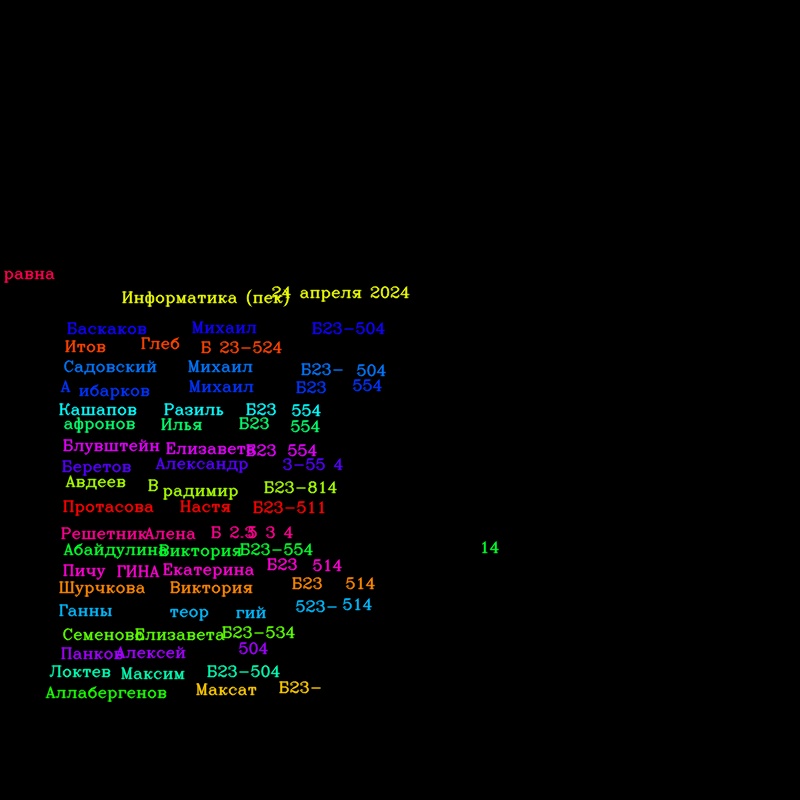 равна
Информатика (пек) 24 апреля 2024
Баскаков Михаил Б23-504
Итов Глеб Б 23-524
Садовский Михаил Б23- 504
А ибарков Михаил Б23 554
Кашапов Разиль Б23 554
афронов Илья Б23 554
Блувштейн Елизавета Б23 554
Беретов Александр 3-55 4
Авдеев В радимир Б23-814
Протасова Настя Б23-511
Решетник Алена Б 2.3 5 3 4
Абайдулина Виктория Б23-554 14
Пичу ГИНА Екатерина Б23 514
Шурчкова Виктория Б23 514
Ганны теор гий 523- 514
Семенова Елизавета Б23-534
Панков Алексей 504
Локтев Максим Б23-504
Аллабергенов Максат Б23-